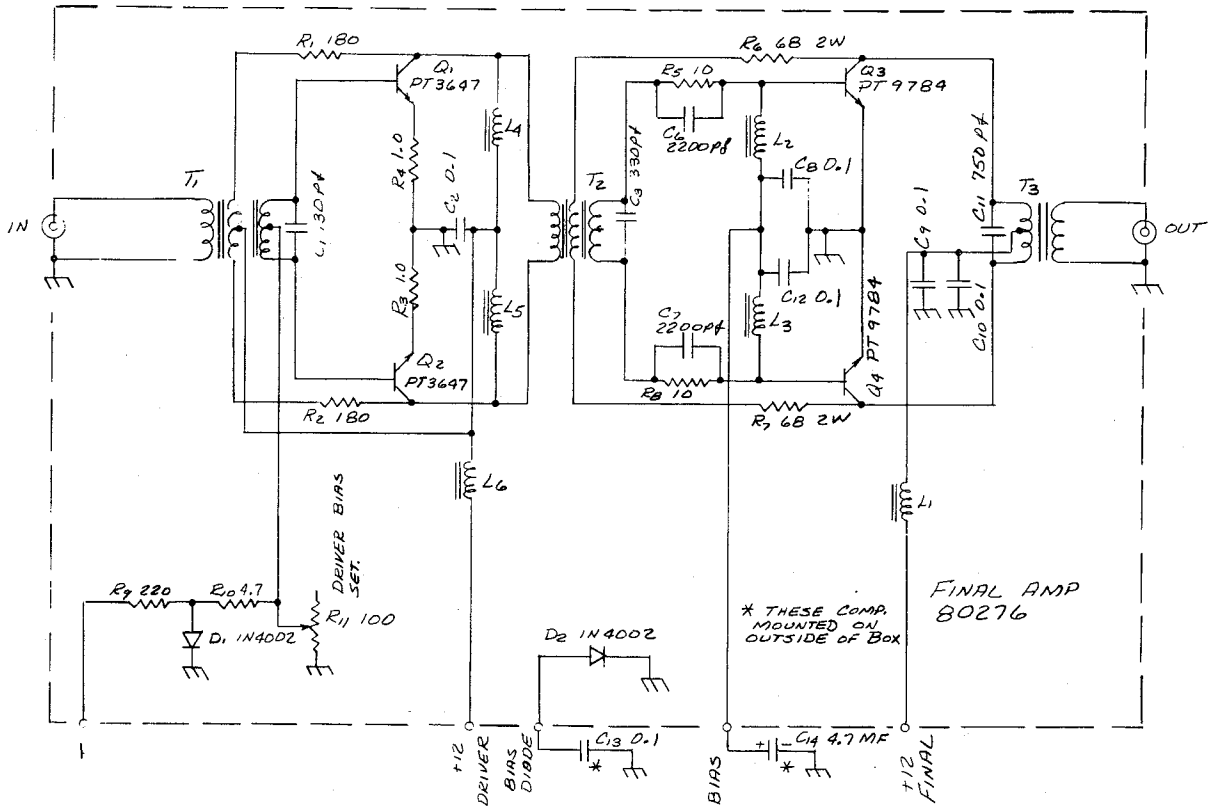 R1 180
Q1
PT3647
R4 1.0
C2 0.1
L4
T1
C1 130pf
IN
R3 1.0
L5
Q2
PT3647
R2 180
L6
R6 68 2W
R5 10
C6
2200pf
Q3
PT9784
L2
C8 0.1
C3 330pf
T2
C12 0.1
L3
C7
2200pf
R8 10
Q4 PT9784
R7 68 2W
C11 750pf
T3
C9 0.1
C10 0.1
OUT
L1
DRIVER BIAS
SET.
R9 220
R10 4.7
R11 100
D1 1N4002
D2 1N4002
* THESE COMP.
MOUNTED ON
OUTSIDE OF BOX
FINAL AMP
80276
+12
DRIVER
BIAS
DIODE
C13 0.1
*
BIAS
+ -
C14 4.7MF
*
+12
FINAL